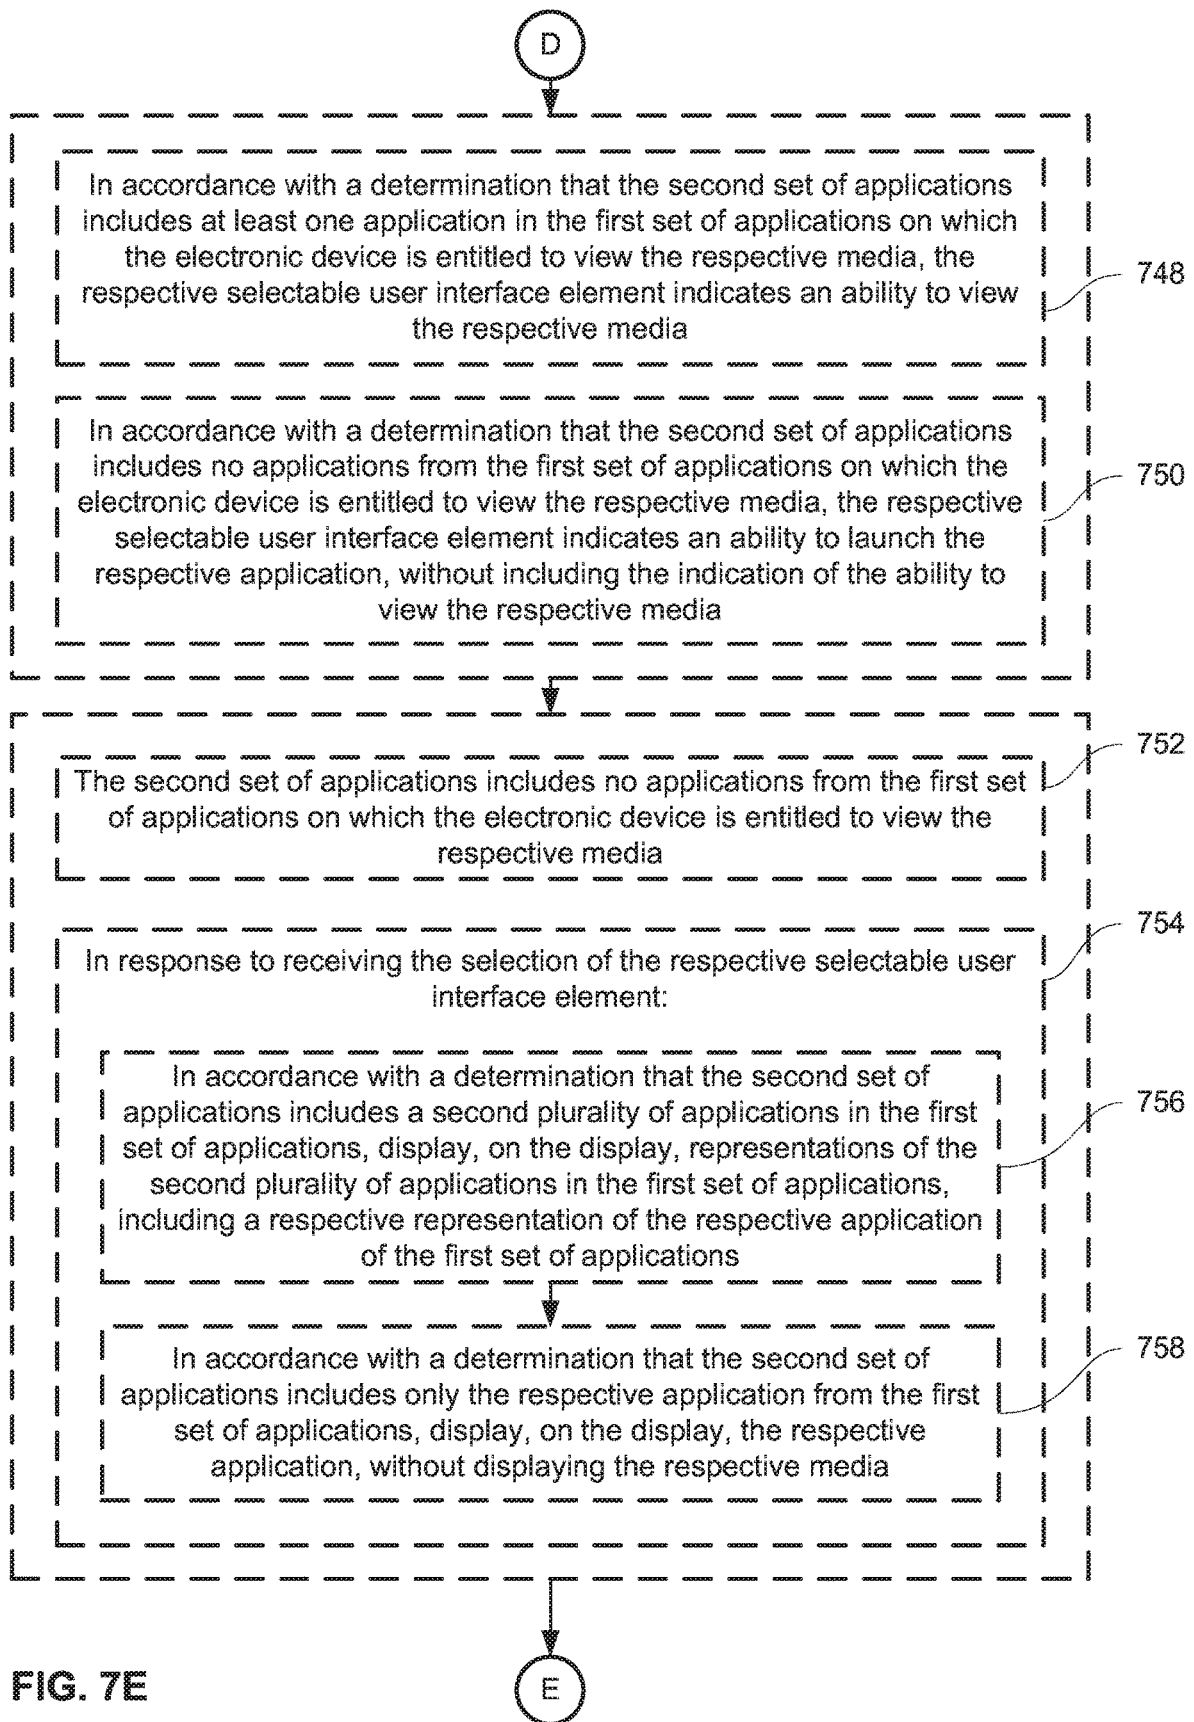 D
In accordance with a determination that the second set of applications
includes at least one application in the first set of applications on which
the electronic device is entitled to view the respective media, the
respective selectable user interface element indicates an ability to view
the respective media
748
In accordance with a determination that the second set of applications
includes no applications from the first set of applications on which the
electronic device is entitled to view the respective media, the respective
selectable user interface element indicates an ability to launch the
respective application, without including the indication of the ability to
view the respective media
750
The second set of applications includes no applications from the first set
of applications on which the electronic device is entitled to view the
respective media
752
In response to receiving the selection of the respective selectable user
interface element:
754
In accordance with a determination that the second set of
applications includes a second plurality of applications in the first
set of applications, display, on the display, representations of the
second plurality of applications in the first set of applications,
including a respective representation of the respective application
of the first set of applications
756
In accordance with a determination that the second set of
applications includes only the respective application from the first
set of applications, display, on the display, the respective
application, without displaying the respective media
758
FIG. 7E
E